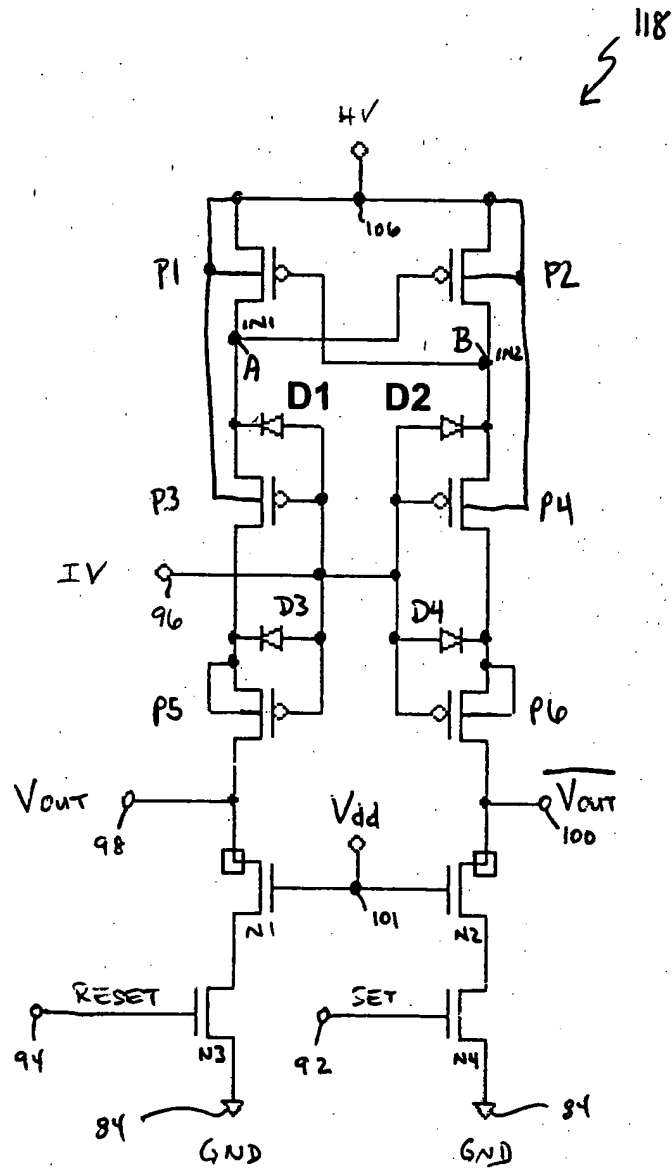 118
HV
106
P1
P2
IN1
A
B
IN2
D1
D2
P3
P4
IV
96
D3
D4
P5
P6
VOUT
98
Vdd
VOUT
100
101
N1
N2
RESET
94
SET
92
N3
N4
84
84
GND
GND